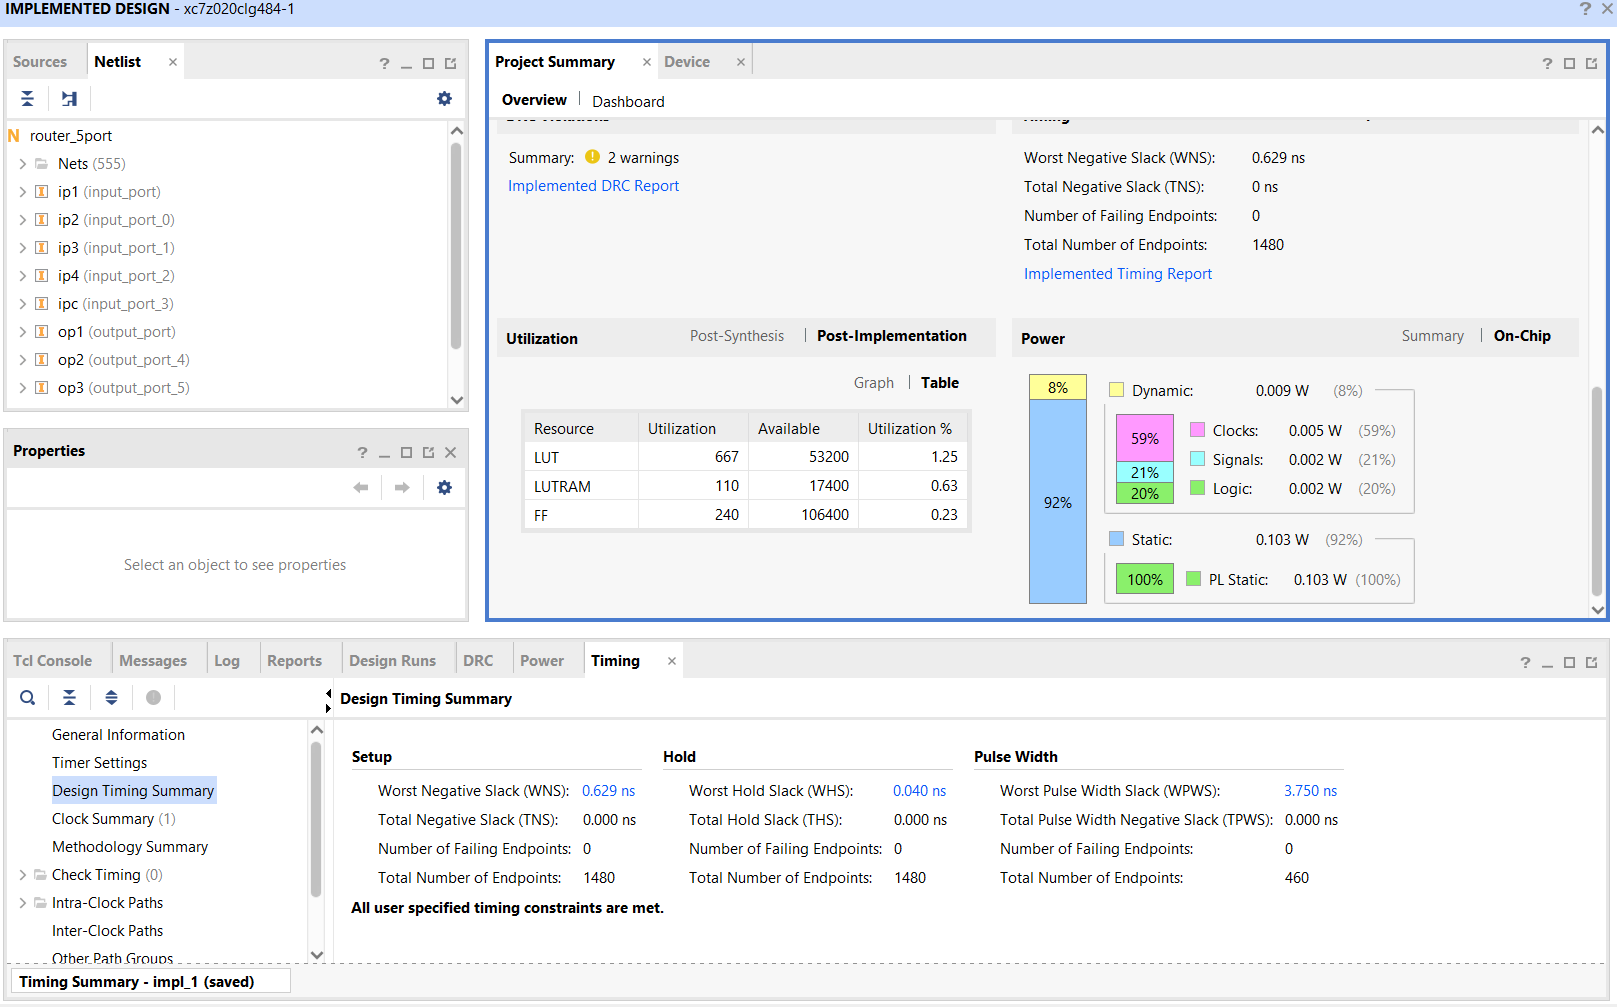 IMPLEMENTED DESIGN - xc7z020clg484-1
Sources
Netlist
router_5port
Nets (555)
ip1 (input_port)
ip2 (input_port_0)
ip3 (input_port_1)
ip4 (input_port_2)
ipc (input_port_3)
op1 (output_port)
op2 (output_port_4)
op3 (output_port_5)
Properties
Select an object to see properties
Project Summary
Device
Overview | Dashboard
Summary: 2 warnings
Implemented DRC Report
Timing
Worst Negative Slack (WNS): 0.629 ns
Total Negative Slack (TNS): 0 ns
Number of Failing Endpoints: 0
Total Number of Endpoints: 1480
Implemented Timing Report
Utilization Post-Synthesis | Post-Implementation
Graph | Table
Resource Utilization Available Utilization %
LUT 667 53200 1.25
LUTRAM 110 17400 0.63
FF 240 106400 0.23
Power Summary | On-Chip
8%
92%
Dynamic: 0.009 W (8%)
59% Clocks: 0.005 W (59%)
21% Signals: 0.002 W (21%)
20% Logic: 0.002 W (20%)
Static: 0.103 W (92%)
100% PL Static: 0.103 W (100%)
Tcl Console Messages Log Reports Design Runs DRC Power Timing
General Information
Timer Settings
Design Timing Summary
Clock Summary (1)
Methodology Summary
Check Timing (0)
Intra-Clock Paths
Inter-Clock Paths
Other Path Groups
Timing Summary - impl_1 (saved)
Design Timing Summary
Setup
Worst Negative Slack (WNS): 0.629 ns
Total Negative Slack (TNS): 0.000 ns
Number of Failing Endpoints: 0
Total Number of Endpoints: 1480
Hold
Worst Hold Slack (WHS): 0.040 ns
Total Hold Slack (THS): 0.000 ns
Number of Failing Endpoints: 0
Total Number of Endpoints: 1480
Pulse Width
Worst Pulse Width Slack (WPWS): 3.750 ns
Total Pulse Width Negative Slack (TPWS): 0.000 ns
Number of Failing Endpoints: 0
Total Number of Endpoints: 460
All user specified timing constraints are met.